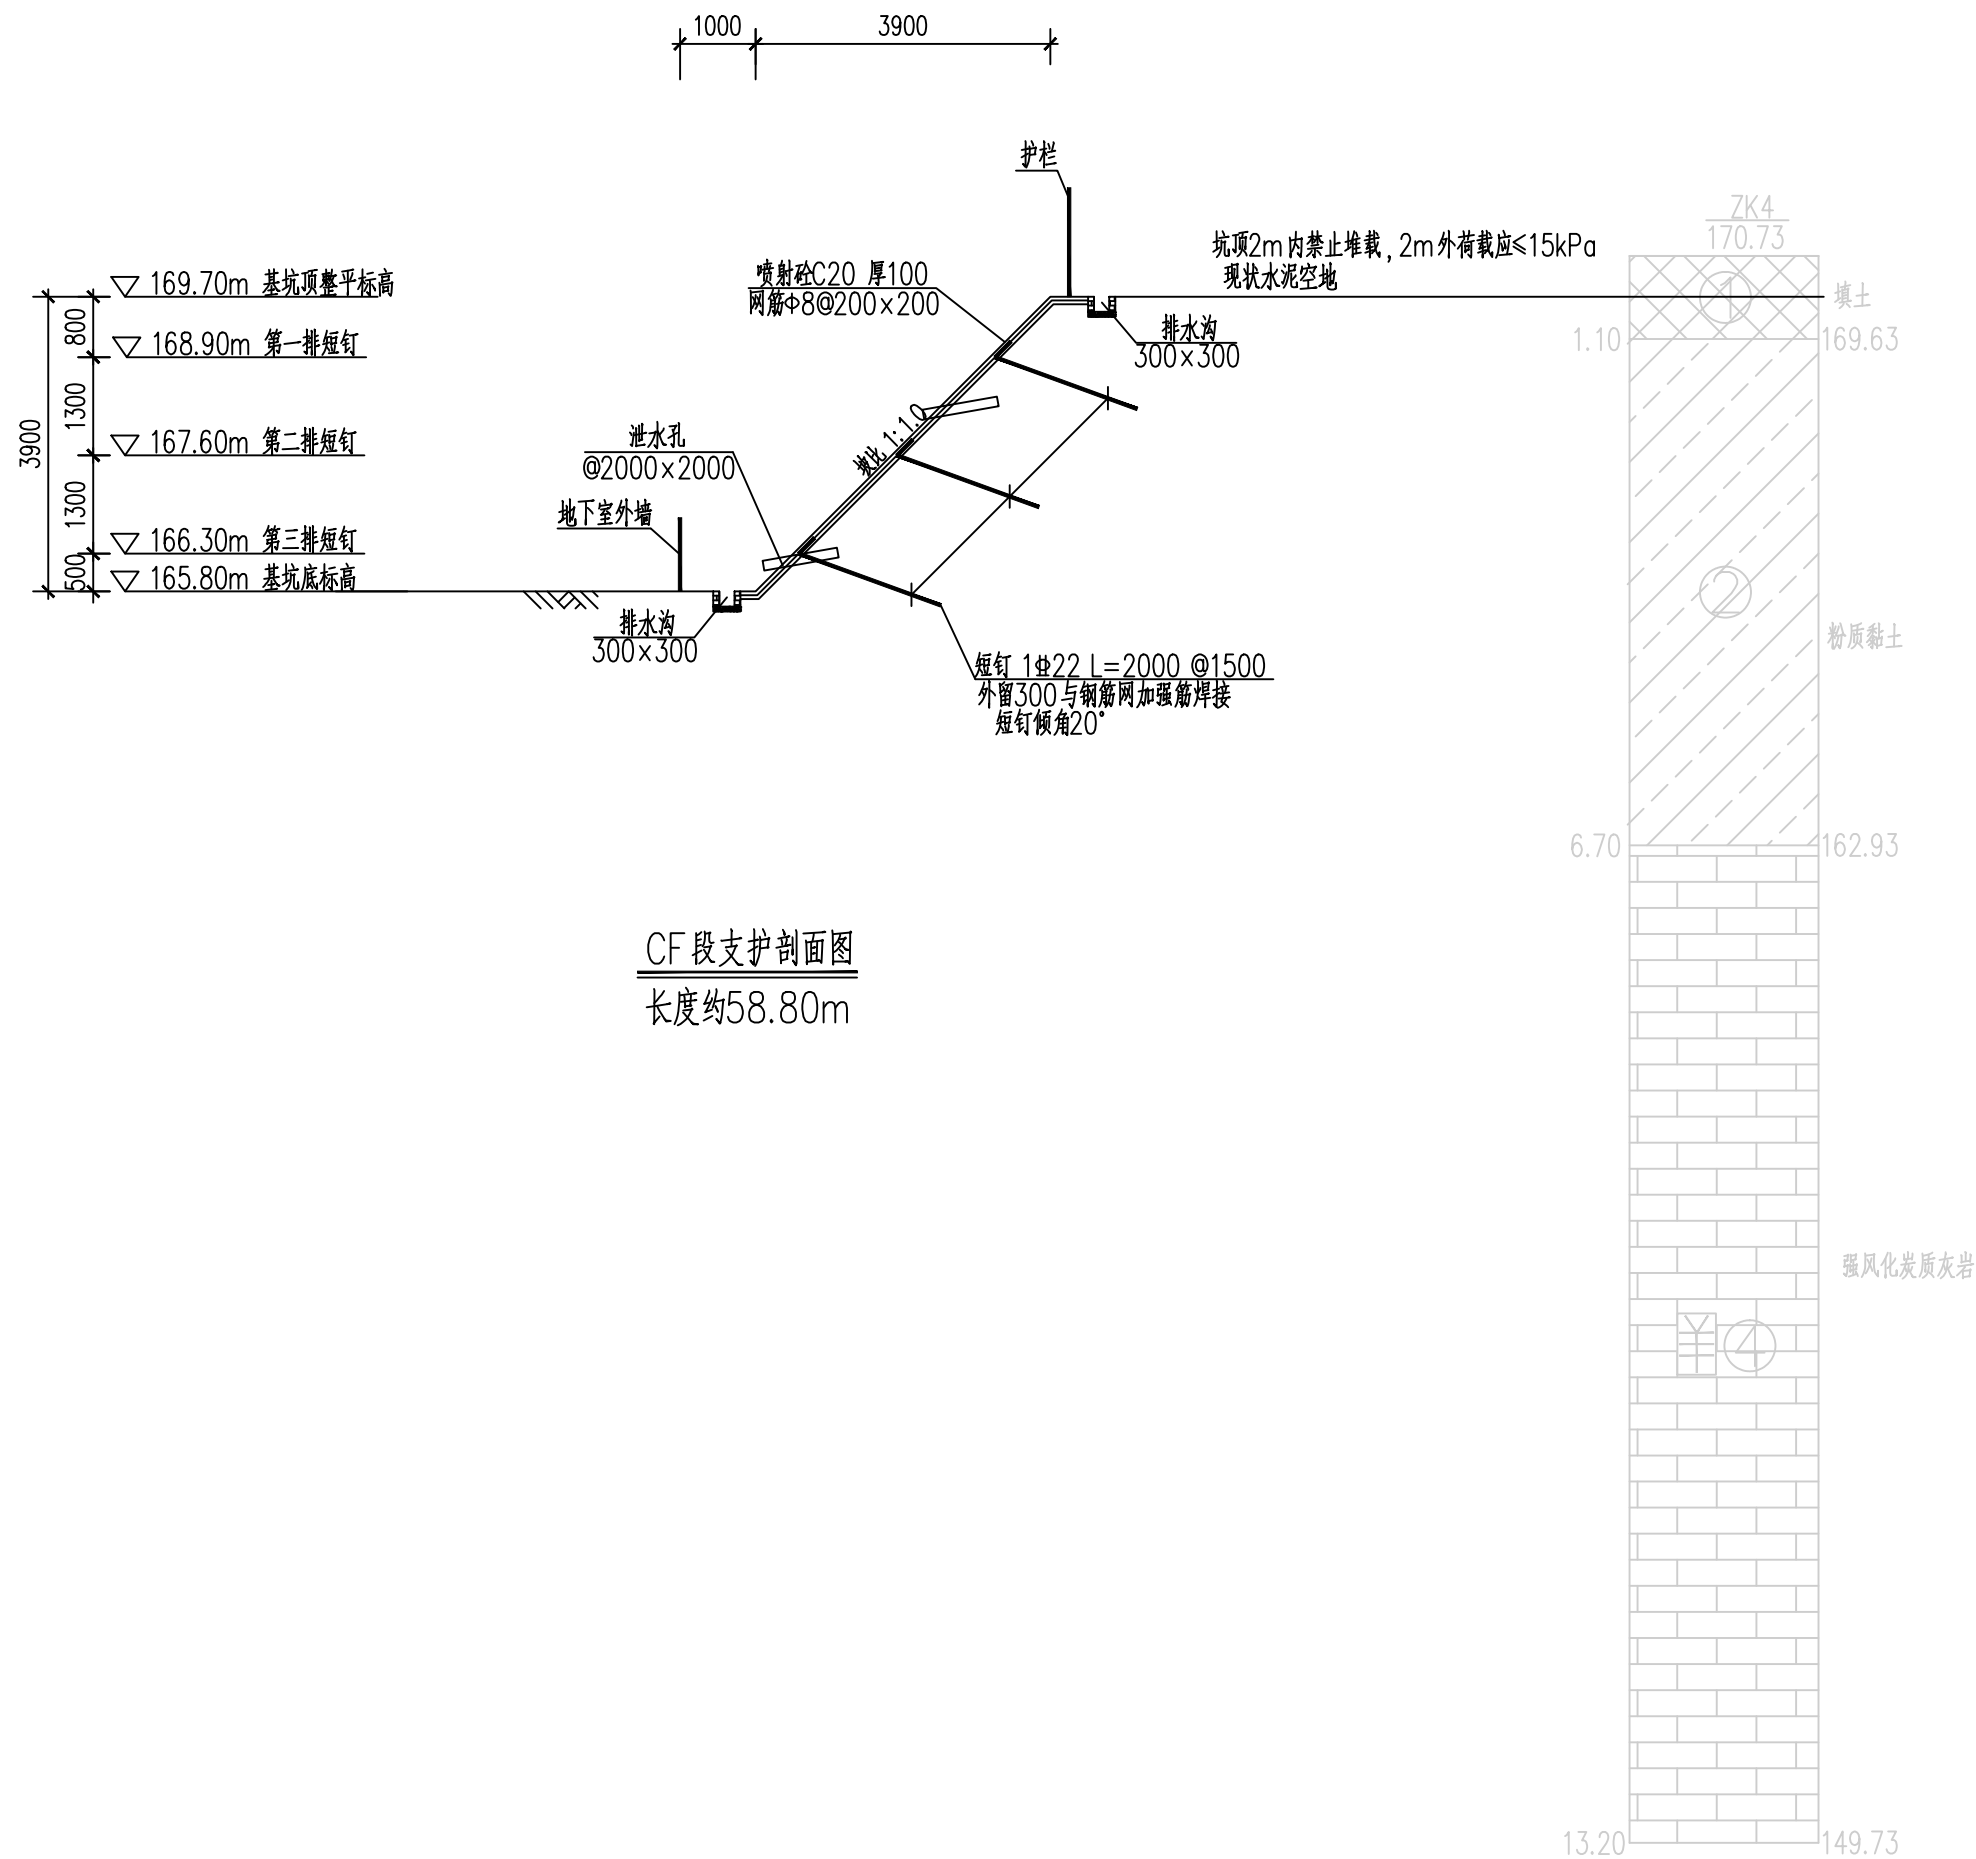 1000
3900
护栏
ZK4
170.73
坑顶2m内禁止堆载,2m外荷载应≤15kPa
现状水泥空地
喷射砼C20 厚100
网筋Φ8@200×200
169.70m 基坑顶整平标高
①
填土
排水沟
300×300
800
168.90m 第一排短钉
1.10
169.63
1300
3900
坡比 1:1.0
167.60m 第二排短钉
泄水孔
@2000×2000
1300
地下室外墙
166.30m 第三排短钉
500
165.80m 基坑底标高
②
粉质黏土
排水沟
300×300
短钉 1Φ22 L=2000 @1500
外留300与钢筋网加强筋焊接
短钉倾角20°
6.70
162.93
CF段支护剖面图
长度约58.80m
强风化炭质灰岩
④
13.20
149.73